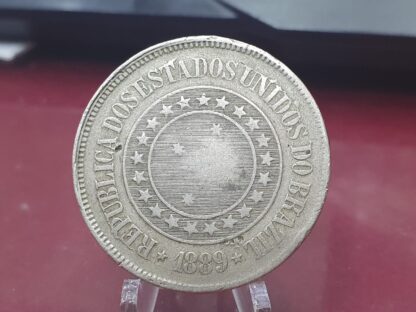 REPUBLICA DOS ESTADOS UNIDOS DO BRAZIL
1889